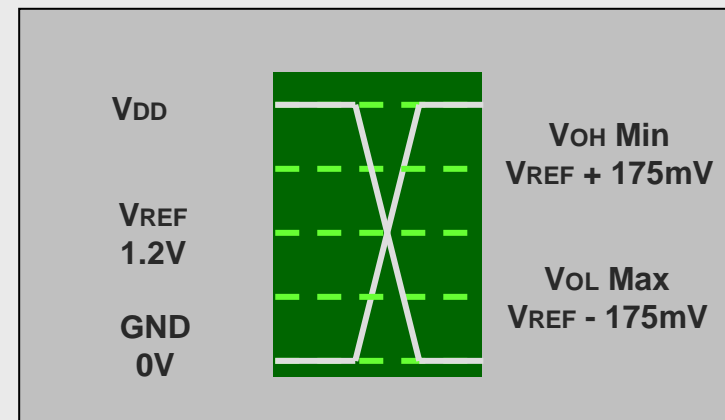 VDD
VREF
1.2V
GND
0V
VOH Min
VREF + 175mV
VOL Max
VREF - 175mV